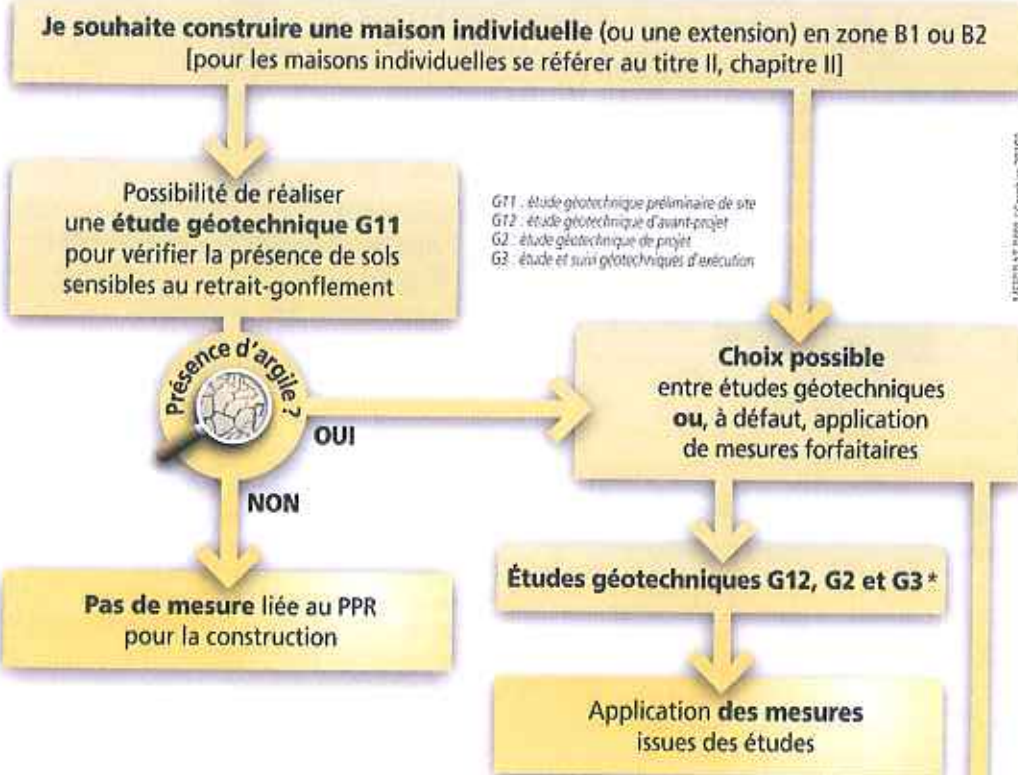 Je souhaite construire une maison individuelle (ou une extension) en zone B1 ou B2
[pour les maisons individuelles se référer au titre II, chapitre II]
Possibilité de réaliser
une étude géotechnique G11
pour vérifier la présence de sols
sensibles au retrait-gonflement
G11 : étude géotechnique préliminaire de site
G12 : étude géotechnique d'avant-projet
G2 : étude géotechnique de projet
G3 : étude et suivi géotechniques d'exécution
Présence d'argile ?
OUI
NON
Choix possible
entre études géotechniques
ou, à défaut, application
de mesures forfaitaires
Pas de mesure liée au PPR
pour la construction
Études géotechniques G12, G2 et G3*
Application des mesures
issues des études